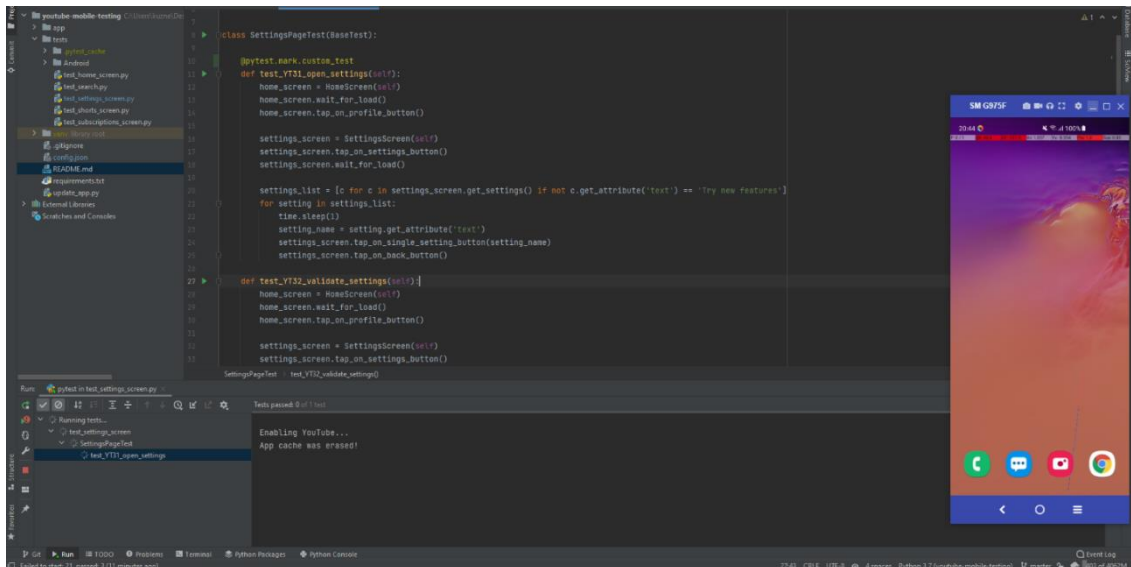 youtube-mobile-testing
app
tests
.pytest_cache
Android
test_home_screen.py
test_search.py
test_settings_screen.py
test_shorts_screen.py
test_subscriptions_screen.py
.gitignore
config.json
README.md
requirements.txt
update_app.py
External Libraries
Scratches and Consoles
class SettingsPageTest(BaseTest):
@pytest.mark.custom_test
def test_YT31_open_settings(self):
home_screen = HomeScreen(self)
home_screen.wait_for_load()
home_screen.tap_on_profile_button()
settings_screen = SettingsScreen(self)
settings_screen.tap_on_settings_button()
settings_screen.wait_for_load()
settings_list = [c for c in settings_screen.get_settings() if not c.get_attribute('text') == 'Try new features']
for setting in settings_list:
time.sleep(1)
setting_name = setting.get_attribute('text')
settings_screen.tap_on_single_setting_button(setting_name)
settings_screen.tap_on_back_button()
27 def test_YT32_validate_settings(self):
home_screen = HomeScreen(self)
home_screen.wait_for_load()
home_screen.tap_on_profile_button()
settings_screen = SettingsScreen(self)
settings_screen.tap_on_settings_button()
SettingsPageTest › test_YT32_validate_settings()
SM G975F
20:44
100%
Run: pytest in test_settings_screen.py
Tests passed: 0 of 1 test
Running tests...
test_settings_screen
SettingsPageTest
test_YT31_open_settings
Enabling YouTube...
App cache was erased!
Commit
Structure
Database
SciView
Git Run TODO Problems Terminal Python Packages Python Console Event Log